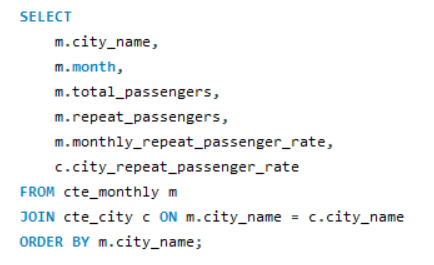 SELECT
    m.city_name,
    m.month,
    m.total_passengers,
    m.repeat_passengers,
    m.monthly_repeat_passenger_rate,
    c.city_repeat_passenger_rate
FROM cte_monthly m
JOIN cte_city c ON m.city_name = c.city_name
ORDER BY m.city_name;